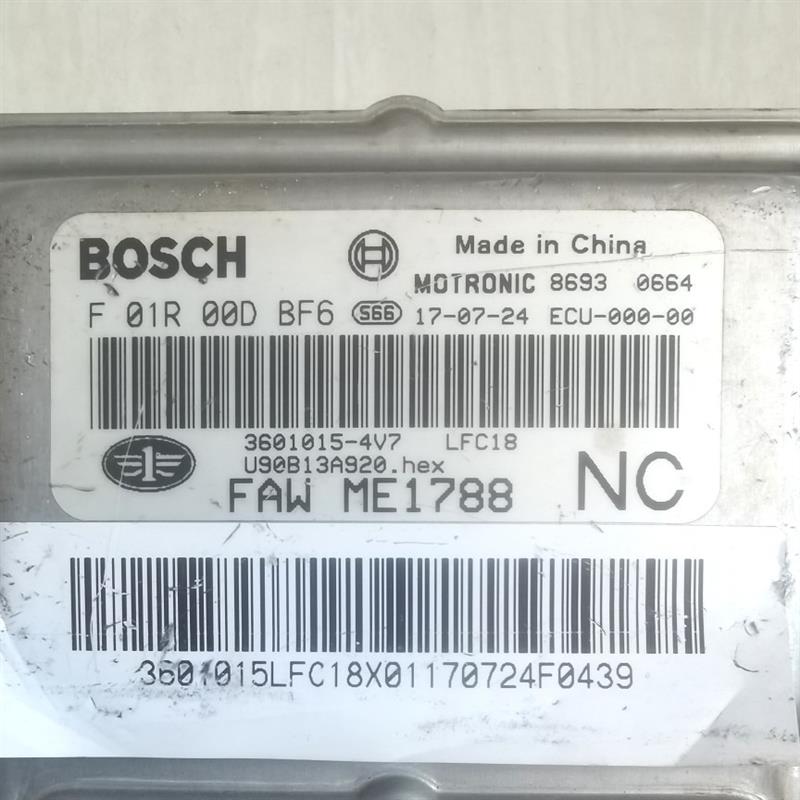 BOSCH Made in China
MOTRONIC 8693 0664
F 01R 00D BF6 S66 17-07-24 ECU-000-00
3601015-4V7 LFC18
1 U90B13A920.hex
FAW ME1788 NC
3601015LFC18X01170724F0439